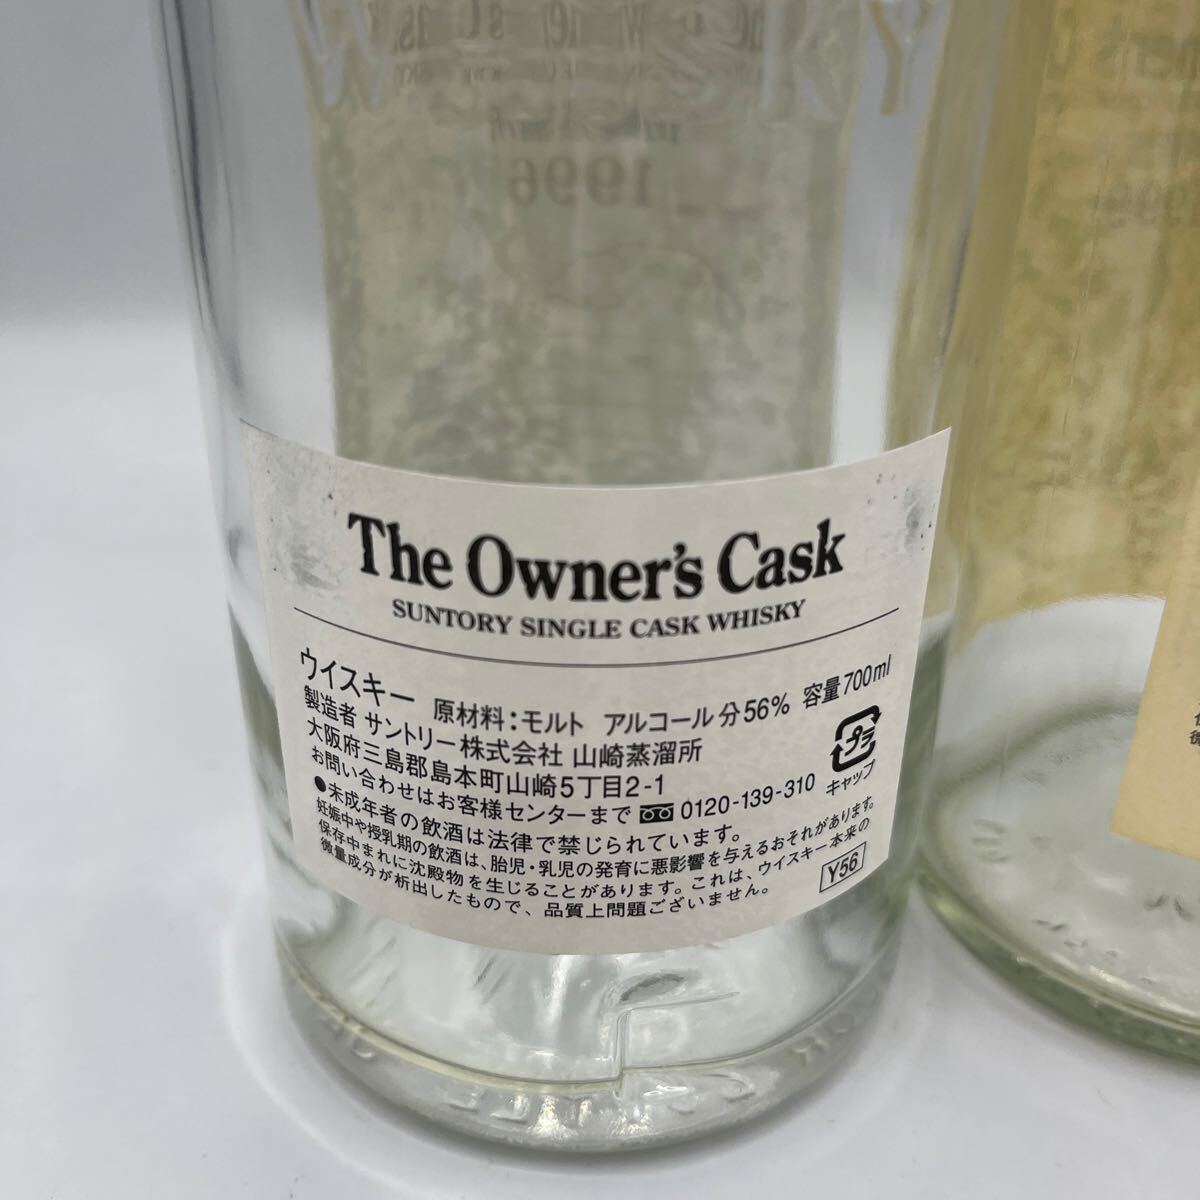 1996
The Owner's Cask
SUNTORY SINGLE CASK WHISKY
ウイスキー 原材料:モルト アルコール分56% 容量700ml
製造者 サントリー株式会社 山崎蒸溜所
大阪府三島郡島本町山崎5丁目2-1
お問い合わせはお客様センターまで 0120-139-310
プラ
キャップ
●未成年者の飲酒は法律で禁じられています。
妊娠中や授乳期の飲酒は、胎児・乳児の発育に悪影響を与えるおそれがあります。
保存中まれに沈殿物を生じることがあります。これは、ウイスキー本来の
微量成分が析出したもので、品質上問題ございません。
Y56